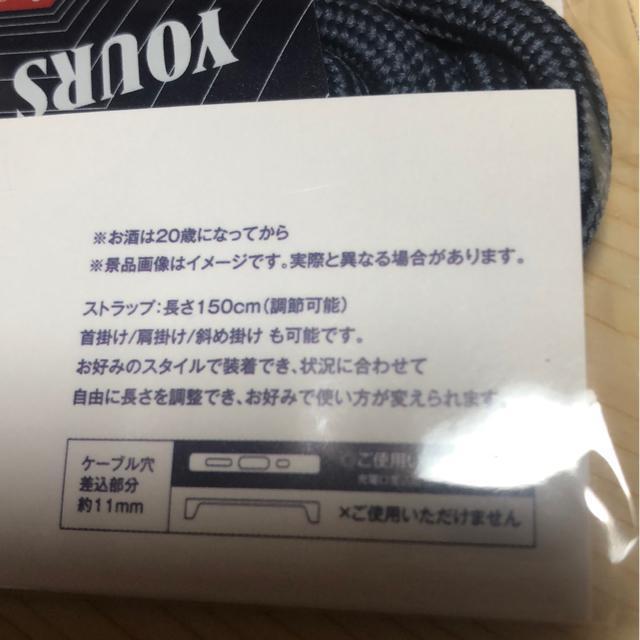 YOURS
※お酒は20歳になってから
※景品画像はイメージです。実際と異なる場合があります。
ストラップ:長さ150cm(調節可能)
首掛け/肩掛け/斜め掛け も可能です。
お好みのスタイルで装着でき、状況に合わせて
自由に長さを調整でき、お好みで使い方が変えられます。
ケーブル穴
差込部分
約11mm
ご使用い
×ご使用いただけません